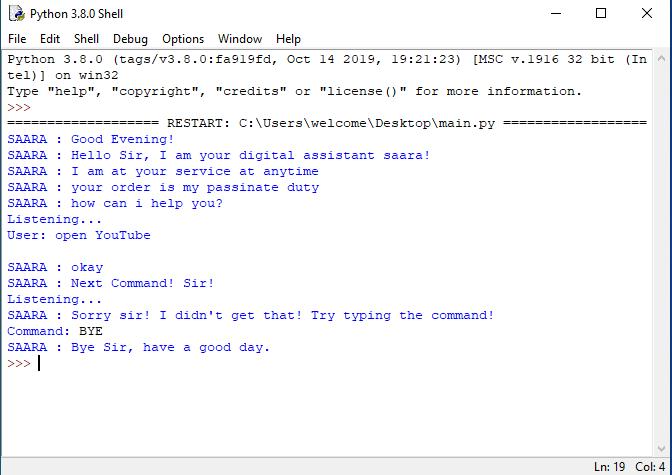 Python 3.8.0 Shell
File Edit Shell Debug Options Window Help
Python 3.8.0 (tags/v3.8.0:fa919fd, Oct 14 2019, 19:21:23) [MSC v.1916 32 bit (In
tel)] on win32
Type "help", "copyright", "credits" or "license()" for more information.
>>>
=================== RESTART: C:\Users\welcome\Desktop\main.py ==================
SAARA : Good Evening!
SAARA : Hello Sir, I am your digital assistant saara!
SAARA : I am at your service at anytime
SAARA : your order is my passinate duty
SAARA : how can i help you?
Listening...
User: open YouTube
SAARA : okay
SAARA : Next Command! Sir!
Listening...
SAARA : Sorry sir! I didn't get that! Try typing the command!
Command: BYE
SAARA : Bye Sir, have a good day.
>>>
Ln: 19 Col: 4